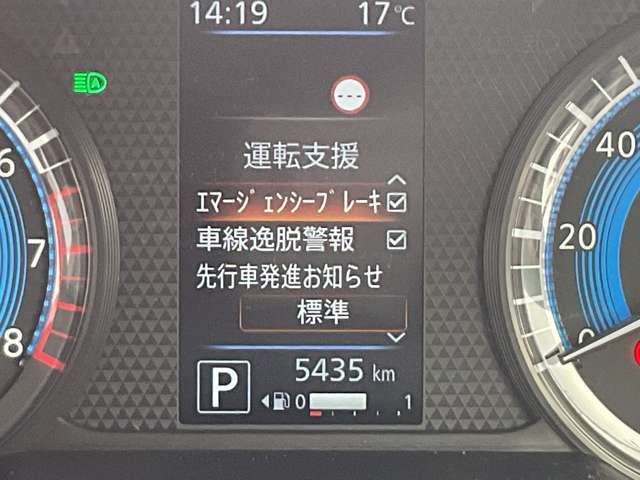 14:19 17℃
---
運転支援
ｴﾏｰｼﾞｪﾝｼｰﾌﾞﾚｰｷ
車線逸脱警報
先行車発進お知らせ
標準
P 5435 km
0 1
6
7
8
40
20
0
A